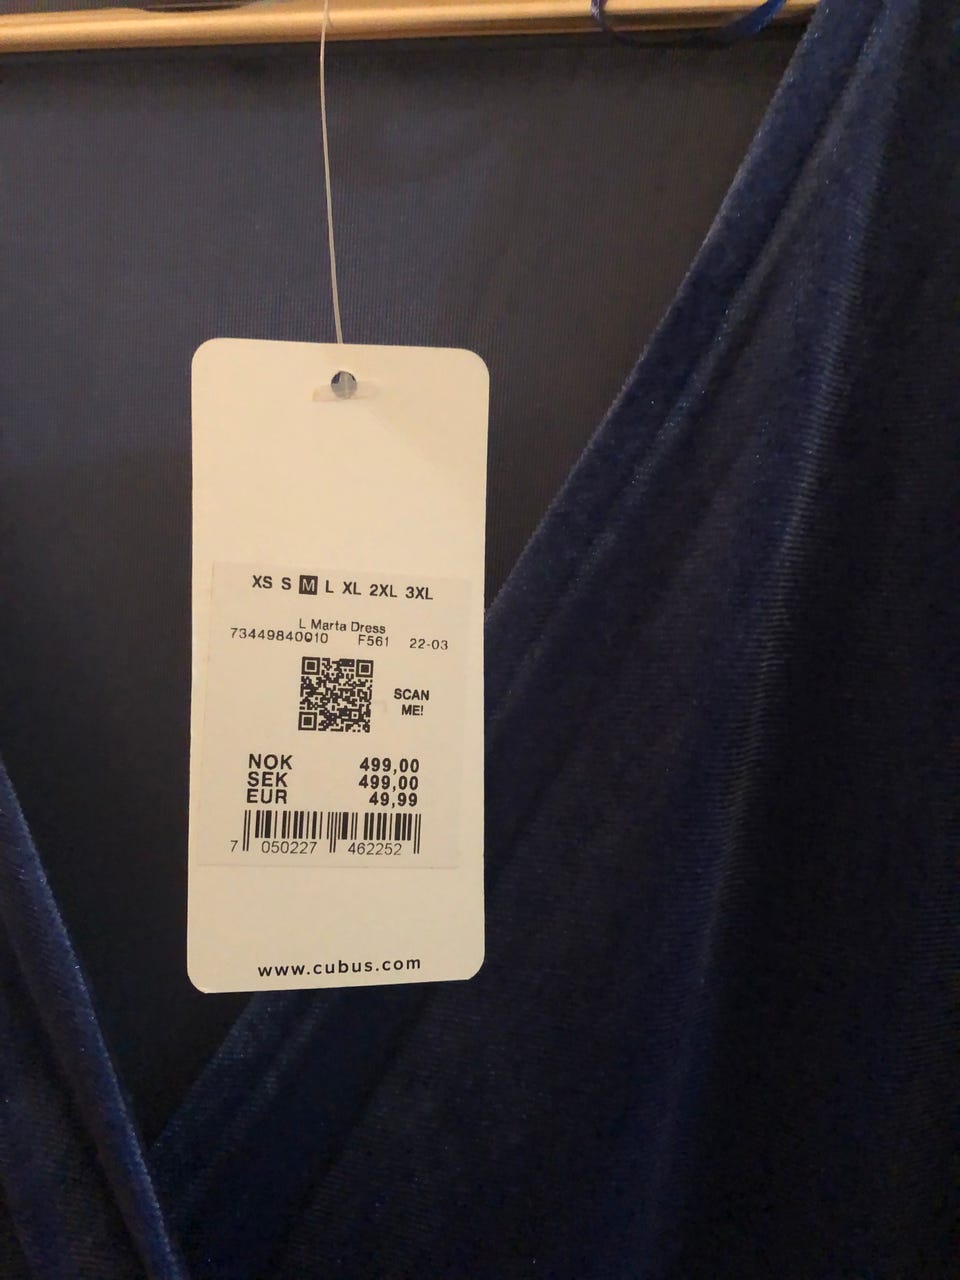 XS S M L XL 2XL 3XL
L Marta Dress
73449840010 F561 22-03
SCAN
ME!
NOK 499,00
SEK 499,00
EUR 49,99
7 050227 462252
www.cubus.com